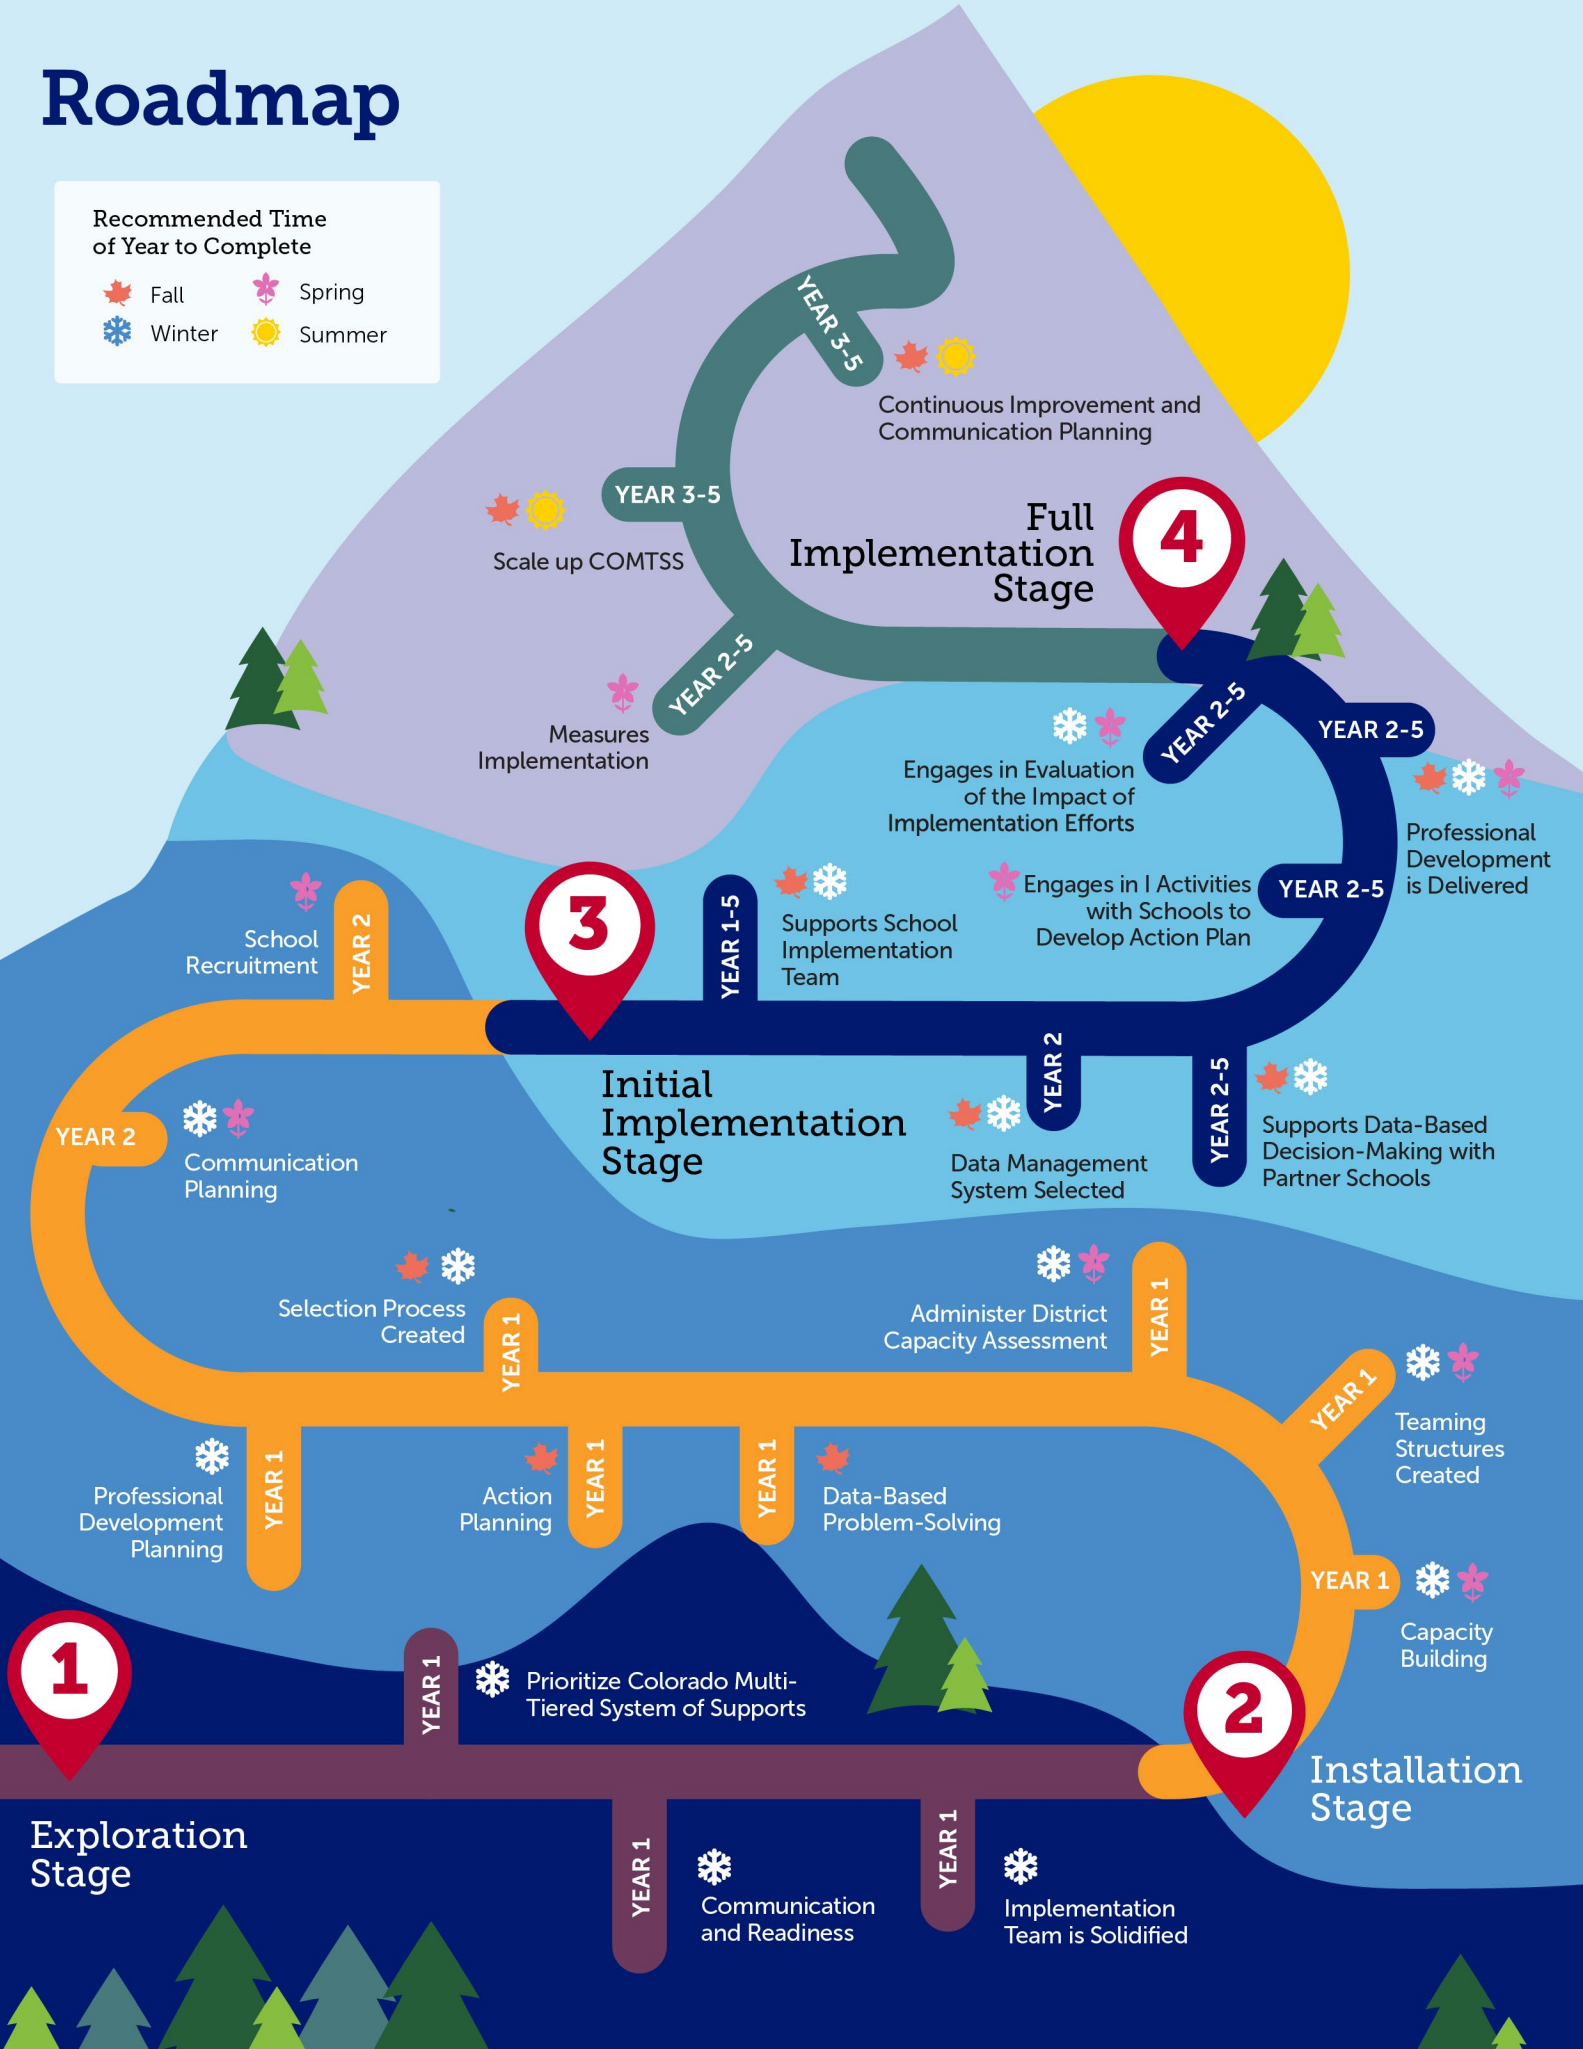 Roadmap
Recommended Time
of Year to Complete
Fall
Spring
Winter
Summer
YEAR 3-5
Continuous Improvement and
Communication Planning
YEAR 3-5
Scale up COMTSS
Full
Implementation
Stage
4
YEAR 2-5
Measures
Implementation
YEAR 2-5
Engages in Evaluation
of the Impact of
Implementation Efforts
YEAR 2-5
Professional
Development
is Delivered
Engages in I Activities
with Schools to
Develop Action Plan
YEAR 2-5
School
Recruitment
YEAR 2
3
YEAR 1-5
Supports School
Implementation
Team
Initial
Implementation
Stage
YEAR 2
Data Management
System Selected
YEAR 2-5
Supports Data-Based
Decision-Making with
Partner Schools
YEAR 2
Communication
Planning
Selection Process
Created
YEAR 1
Administer District
Capacity Assessment
YEAR 1
YEAR 1
Teaming
Structures
Created
Professional
Development
Planning
YEAR 1
Action
Planning
YEAR 1
YEAR 1
Data-Based
Problem-Solving
YEAR 1
Capacity
Building
1
YEAR 1
Prioritize Colorado Multi-
Tiered System of Supports
2
Installation
Stage
Exploration
Stage
YEAR 1
Communication
and Readiness
YEAR 1
Implementation
Team is Solidified